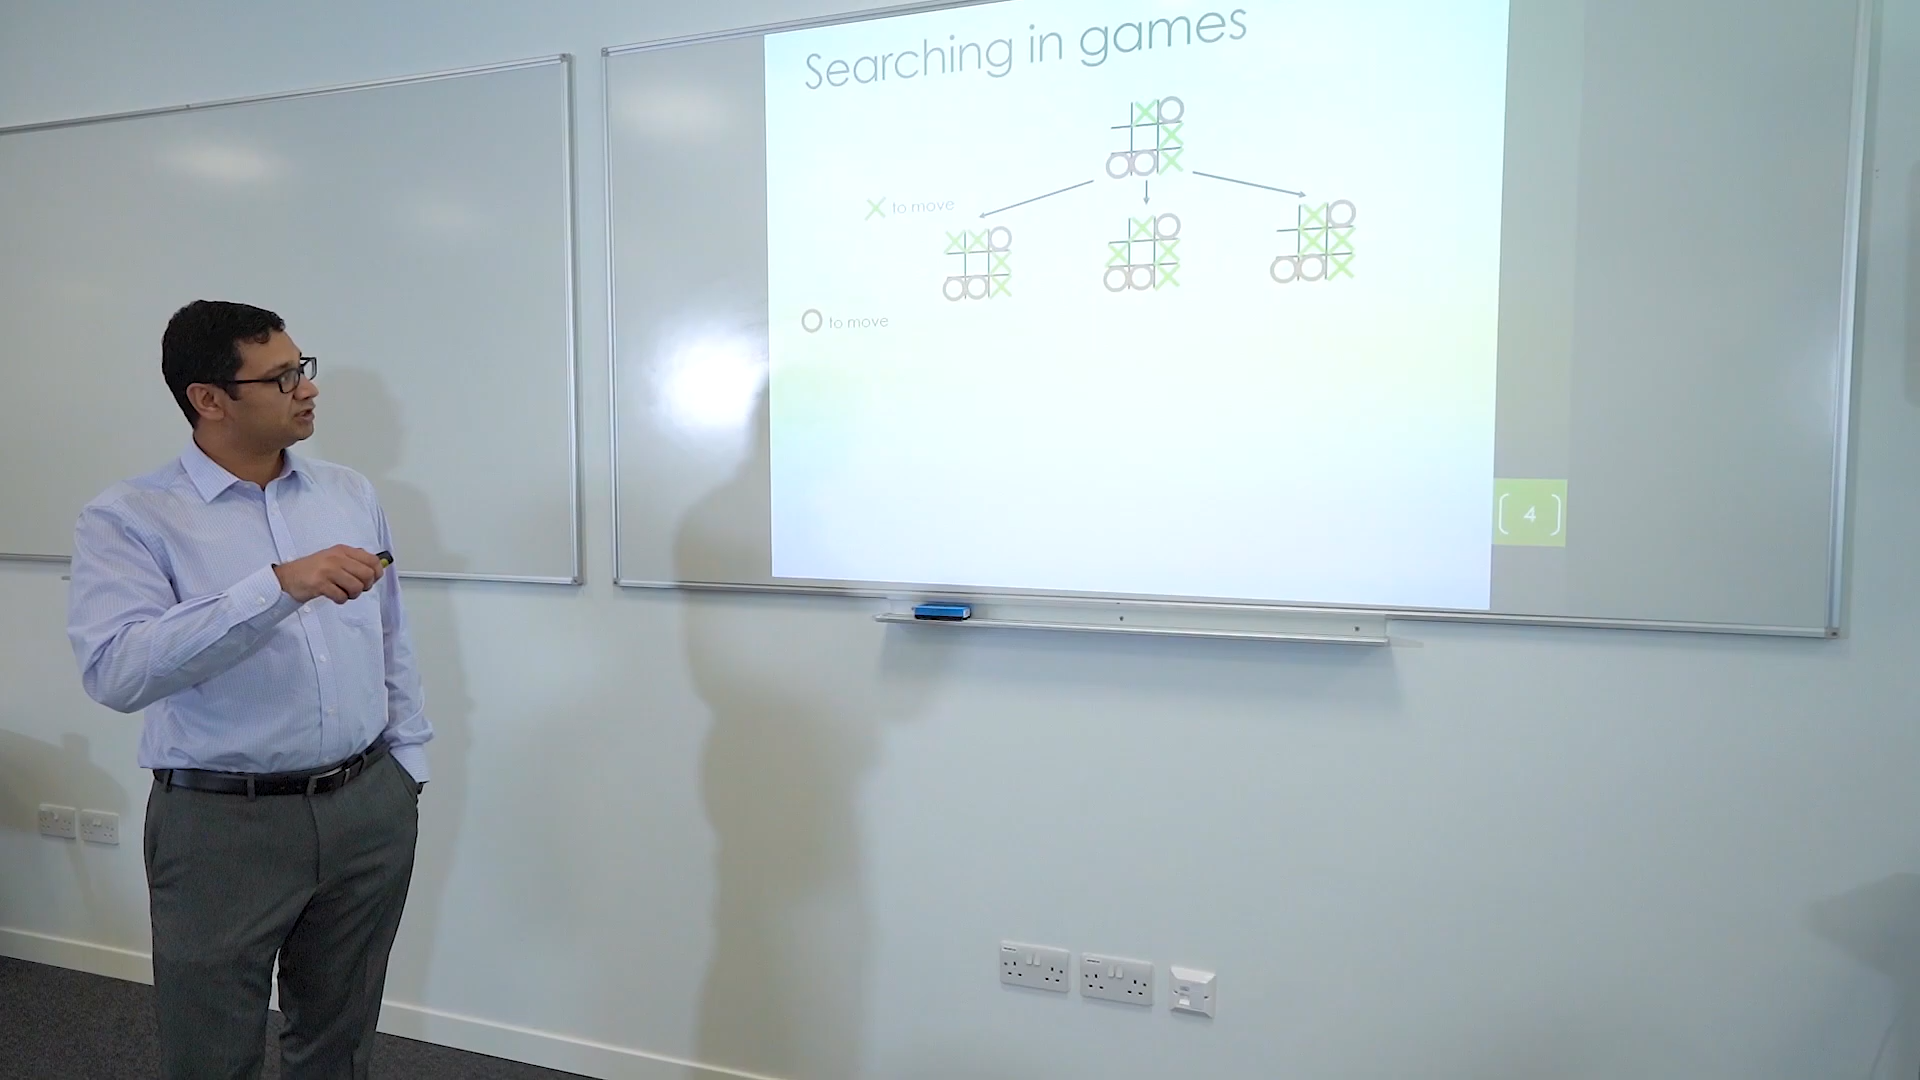 Searching in games
X O
X
O O X
X to move
X X O
X
O O X
X O
X X
O O X
X O
X X
O O X
O to move
4